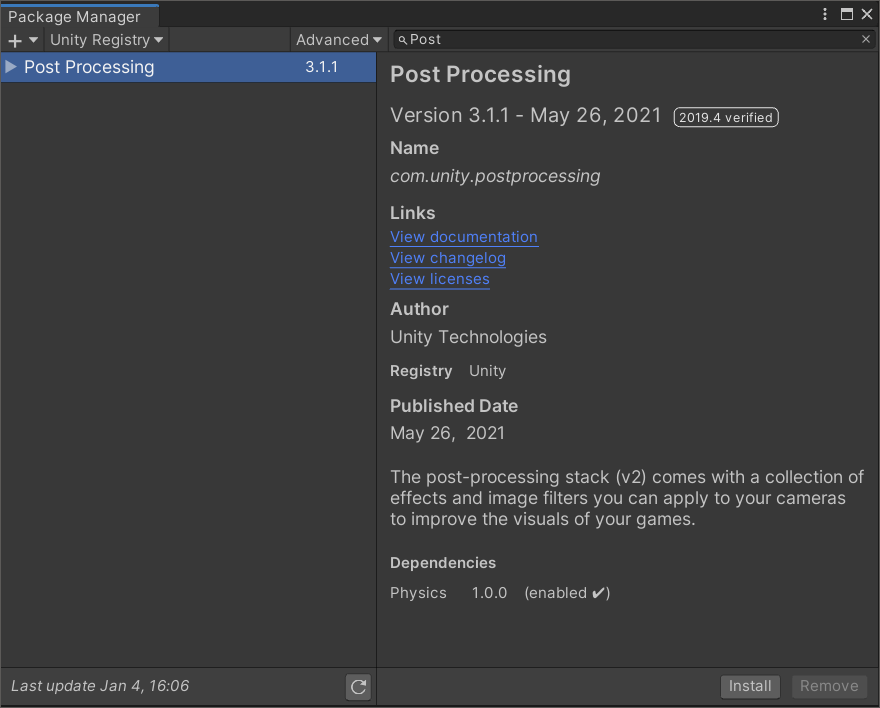 Package Manager
Unity Registry
Advanced
Post
Post Processing 3.1.1
Post Processing
Version 3.1.1 - May 26, 2021 2019.4 verified
Name
com.unity.postprocessing
Links
View documentation
View changelog
View licenses
Author
Unity Technologies
Registry Unity
Published Date
May 26, 2021
The post-processing stack (v2) comes with a collection of
effects and image filters you can apply to your cameras
to improve the visuals of your games.
Dependencies
Physics 1.0.0 (enabled ✔)
Last update Jan 4, 16:06
Install Remove